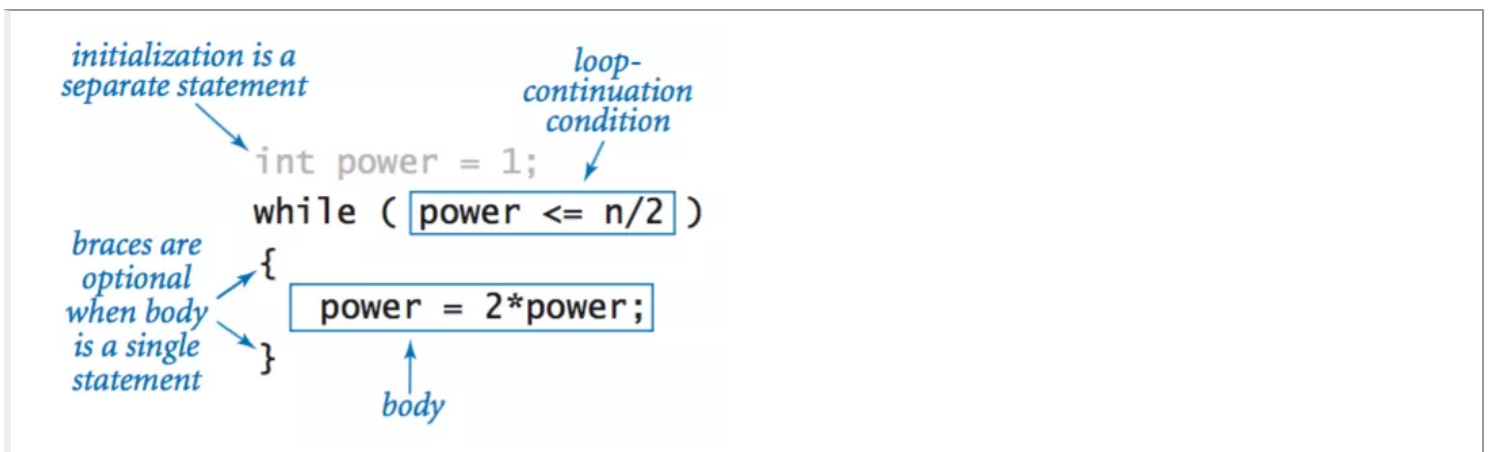 initialization is a
separate statement
loop-
continuation
condition
int power = 1;
while ( power <= n/2 )
{
braces are
optional
when body
is a single
statement
power = 2*power;
}
body